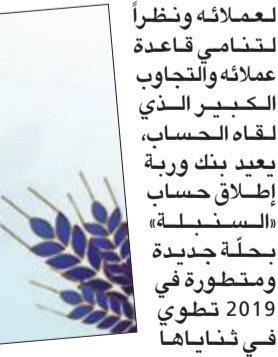 لعملائه ونظراً
لتنامي قاعدة
عملائه والتجاوب
الكبير الذي
لقاه الحساب،
يعيد بنك وربة
إطلاق حساب
«السنبلة»
بحلّة جديدة
ومتطورة في
2019 تطوي
في ثناياها